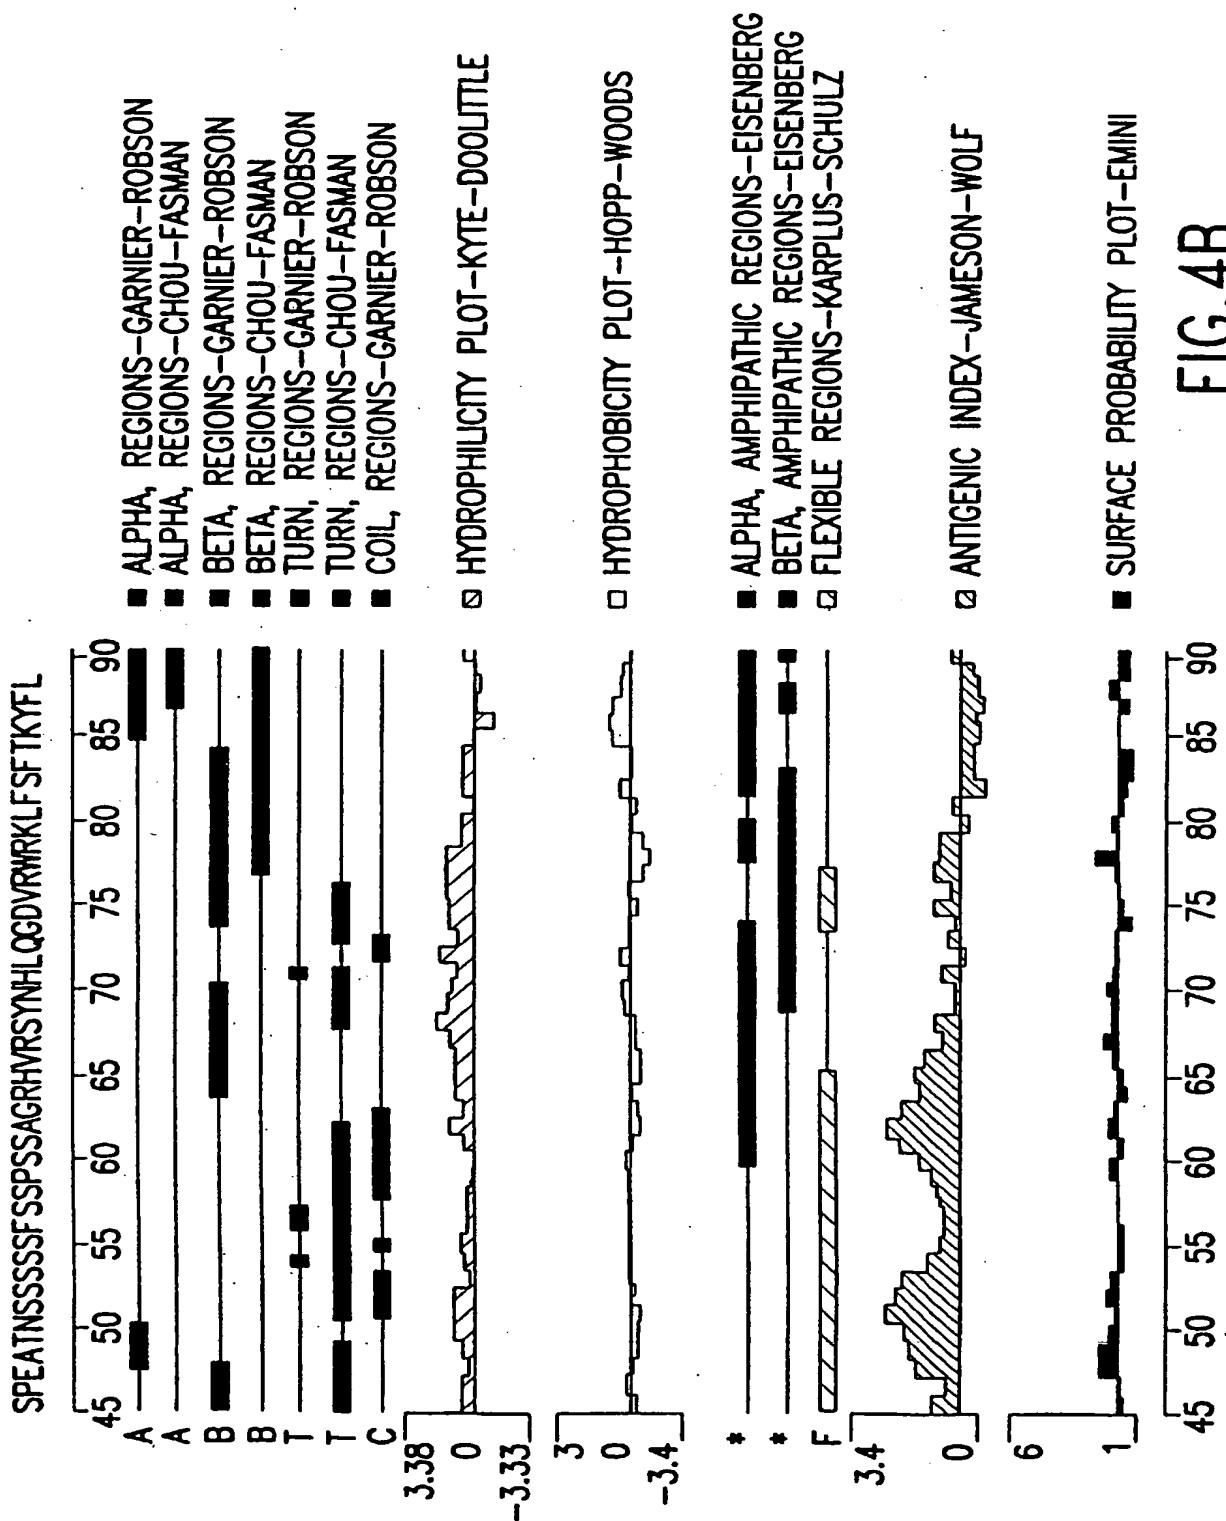 SPEATNSSSSSFSSPSSAGRHVRSYNHLQGDVRWRKLFSFTKYFL
45 50 55 60 65 70 75 80 85 90
A ALPHA, REGIONS-GARNIER-ROBSON
A ALPHA, REGIONS-CHOU-FASMAN
B BETA, REGIONS-GARNIER-ROBSON
B BETA, REGIONS-CHOU-FASMAN
T TURN, REGIONS-GARNIER-ROBSON
T TURN, REGIONS-CHOU-FASMAN
C COIL, REGIONS-GARNIER-ROBSON
3.38
0 HYDROPHILICITY PLOT-KYTE-DOOLITTLE
-3.33
3
0 HYDROPHOBICITY PLOT-HOPP-WOODS
-3.4
* ALPHA, AMPHIPATHIC REGIONS-EISENBERG
* BETA, AMPHIPATHIC REGIONS-EISENBERG
F FLEXIBLE REGIONS-KARPLUS-SCHULZ
3.4
0 ANTIGENIC INDEX-JAMESON-WOLF
6
1 SURFACE PROBABILITY PLOT-EMINI
45 50 55 60 65 70 75 80 85 90
FIG.4B